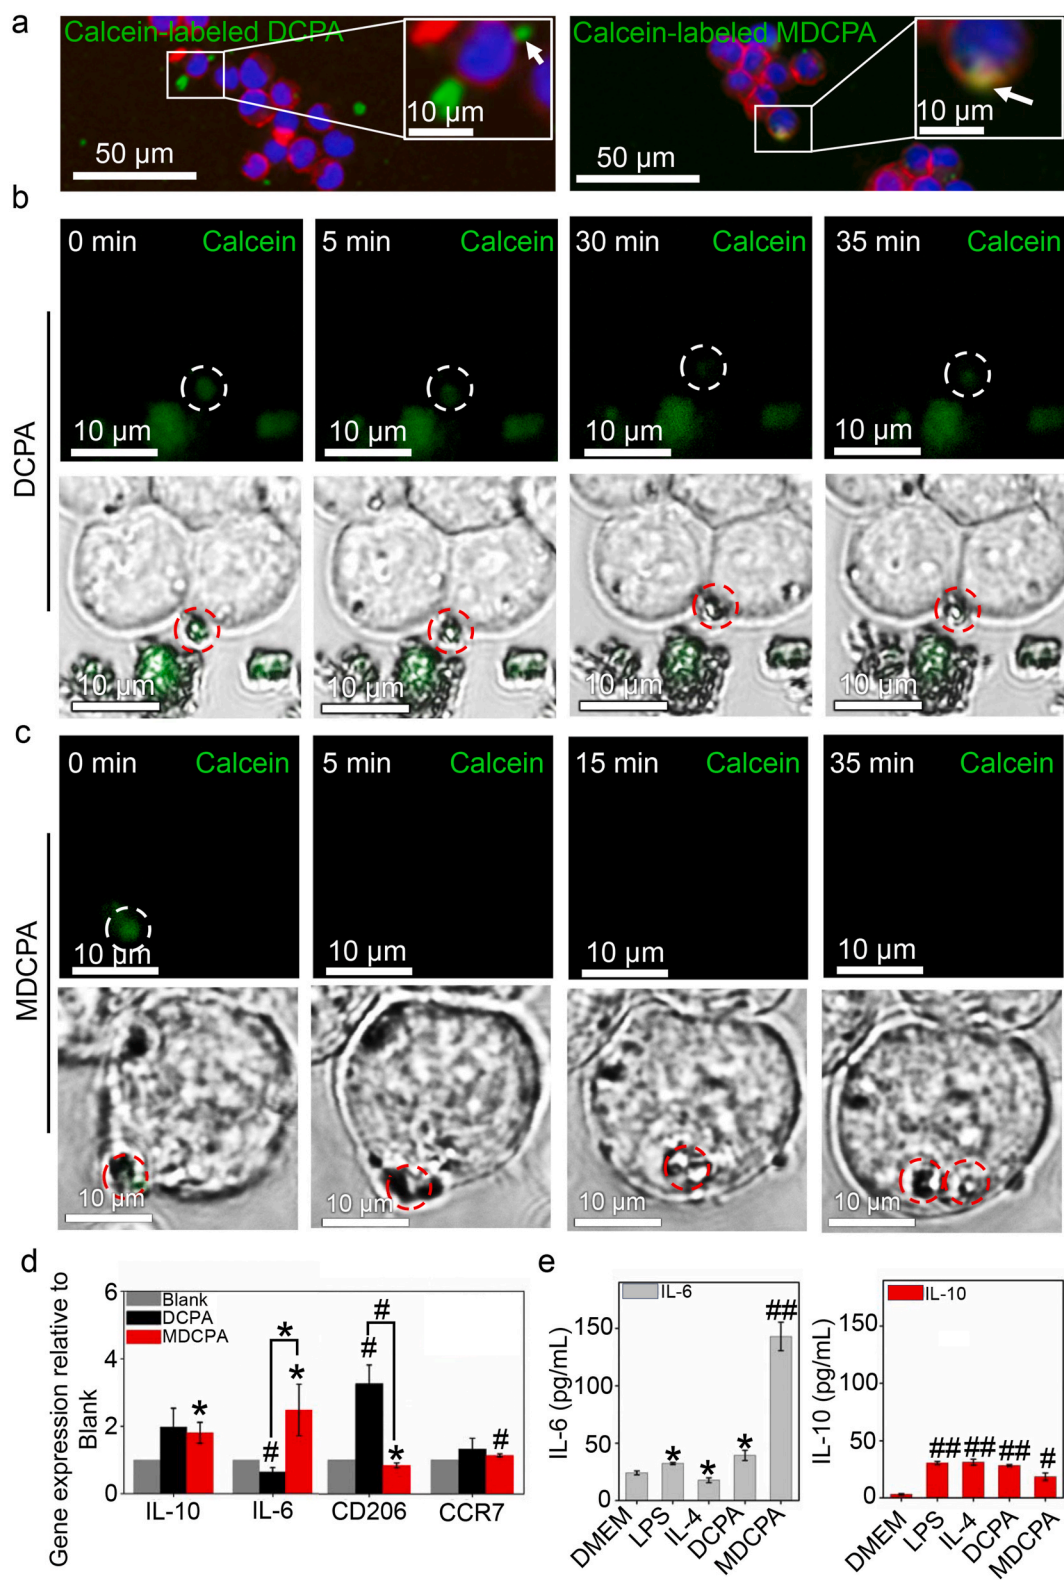 a
Calcein-labeled DCPA
10 µm
50 µm
Calcein-labeled MDCPA
10 µm
50 µm
b
DCPA
0 min Calcein
10 µm
5 min Calcein
10 µm
30 min Calcein
10 µm
35 min Calcein
10 µm
10 µm
10 µm
10 µm
10 µm
c
MDCPA
0 min Calcein
10 µm
5 min Calcein
10 µm
15 min Calcein
10 µm
35 min Calcein
10 µm
10 µm
10 µm
10 µm
10 µm
d
Gene expression relative to
Blank
6
4
2
0
Blank
DCPA
MDCPA
*
#
*
*
#
#
*
#
IL-10 IL-6 CD206 CCR7
e
IL-6 (pg/mL)
150
100
50
0
IL-6
*
*
*
##
DMEM
LPS
IL-4
DCPA
MDCPA
IL-10 (pg/mL)
150
100
50
0
IL-10
##
##
##
#
DMEM
LPS
IL-4
DCPA
MDCPA